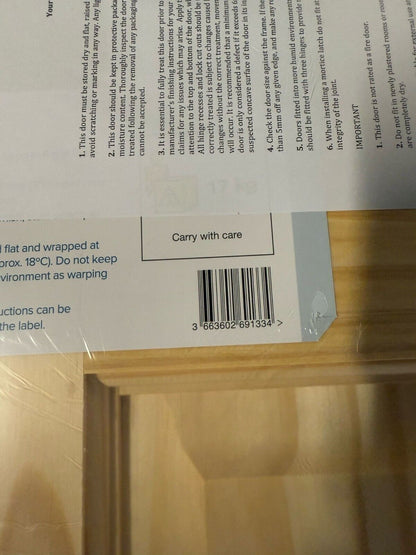 Your
1. This door must be stored dry and flat, raised
avoid scratching or marking in any way. Any
2. This door should be kept in protective
moisture content. Thoroughly inspect the door
treated following the removal of any packaging
cannot be accepted.
3. It is essential to fully treat this door prior to
manufacturer's finishing instructions for your
claims for any issues which may arise. Apply
attention to the top and bottom of the door,
All hinge recesses and lock cut outs should be
correctly treated is subject to changes caused
changes without the correct treatment,
will occur. It is recommended that a minimum
door is only considered a defect if it exceeds
suspected concave surface of the door in its
4. Check the door site against the frame. If the
than 5mm off any given edge, and make any
5. Doors fitted into more humid
should be fitted with three hinges to provide
6. When installing a mortice latch do not fit
integrity of the joint.
IMPORTANT
1. This door is not rated as a fire door.
2. Do not fit in newly plastered rooms or
are completely dry.
flat and wrapped at
prox. 18°C). Do not keep
vironment as warping
uctions can be
the label.
Carry with care
3 663602 691334 >